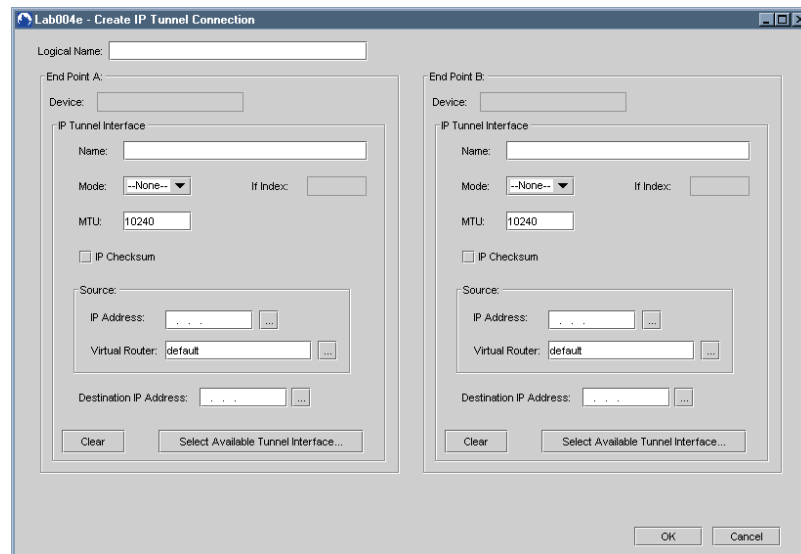 Lab004e - Create IP Tunnel Connection
Logical Name:
End Point A:
Device:
IP Tunnel Interface
Name:
Mode: --None-- If Index:
MTU: 10240
IP Checksum
Source:
IP Address: . . . ...
Virtual Router: default ...
Destination IP Address: . . . ...
Clear Select Available Tunnel Interface...
End Point B:
Device:
IP Tunnel Interface
Name:
Mode: --None-- If Index:
MTU: 10240
IP Checksum
Source:
IP Address: . . . ...
Virtual Router: default ...
Destination IP Address: . . . ...
Clear Select Available Tunnel Interface...
OK Cancel